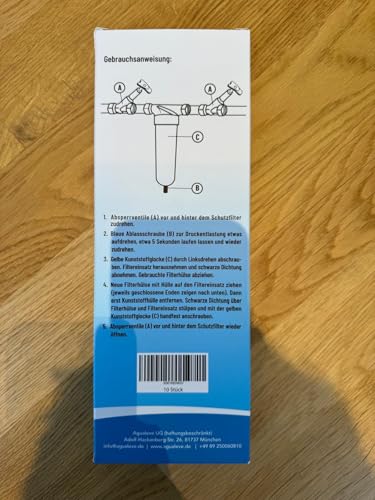 Gebrauchsanweisung:
A
A
C
B
1. Absperrventile (A) vor und hinter dem Schutzfilter
zudrehen.
2. Blaue Ablassschraube (B) zur Druckentlastung etwas
aufdrehen, etwa 5 Sekunden laufen lassen und wieder
zudrehen.
3. Gelbe Kunststoffglocke (C) durch Linksdrehen abschrau-
ben. Filtereinsatz herausnehmen und schwarze Dichtung
abnehmen. Gebrauchte Filterhülse abziehen.
4. Neue Filterhülse mit Hülle auf den Filtereinsatz ziehen
(jeweils geschlossene Enden zeigen nach unten). Dann
erst Kunststoffhülle entfernen. Schwarze Dichtung über
Filterhülse und Filtereinsatz stülpen und mit der gelben
Kunststoffglocke (C) handfest anschrauben.
5. Absperrventile (A) vor und hinter dem Schutzfilter wieder
öffnen.
10 Stück
Agualeve UG (haftungsbeschränkt)
Adolf-Hackenberg-Str. 26, 81737 München
info@agualeve.de | www.agualeve.de | +49 89 250060810